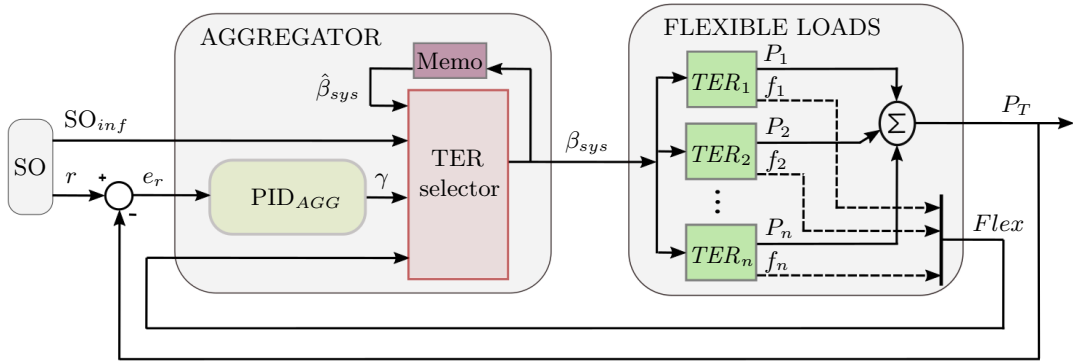 AGGREGATOR
FLEXIBLE LOADS
Memo
β̂_sys
SO_inf
SO
r
+
-
e_r
PID_AGG
γ
TER
selector
β_sys
TER_1
P_1
f_1
TER_2
P_2
f_2
⋮
TER_n
P_n
f_n
Σ
P_T
Flex